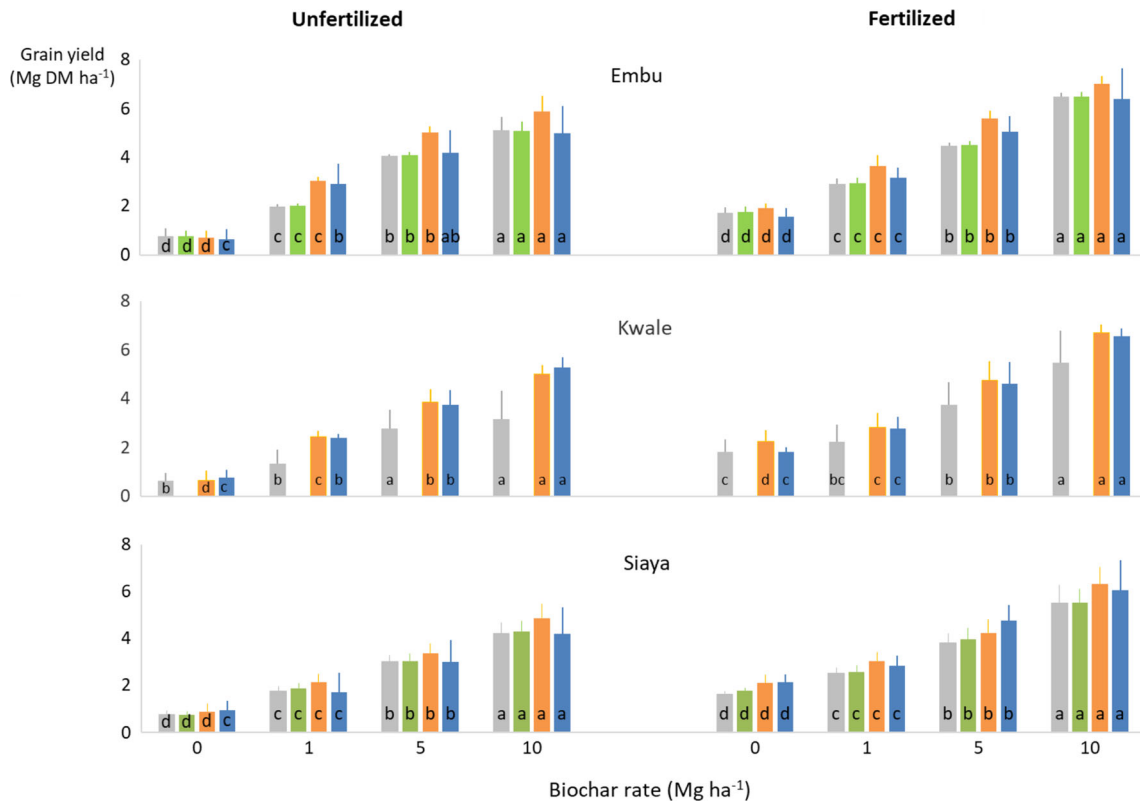 Unfertilized Fertilized
Grain yield
(Mg DM ha⁻¹)
8
6
4
2
0
Embu
d d d c c c c b b b b ab a a a a d d d d c c c c b b b b a a a a
8
6
4
2
0
Kwale
b d c b c b a b b a a a c d c bc c c b b b a a a
8
6
4
2
0
Siaya
d d d c c c c c b b b b a a a a d d d d c c c c b b b b a a a a
0 1 5 10 0 1 5 10
Biochar rate (Mg ha⁻¹)